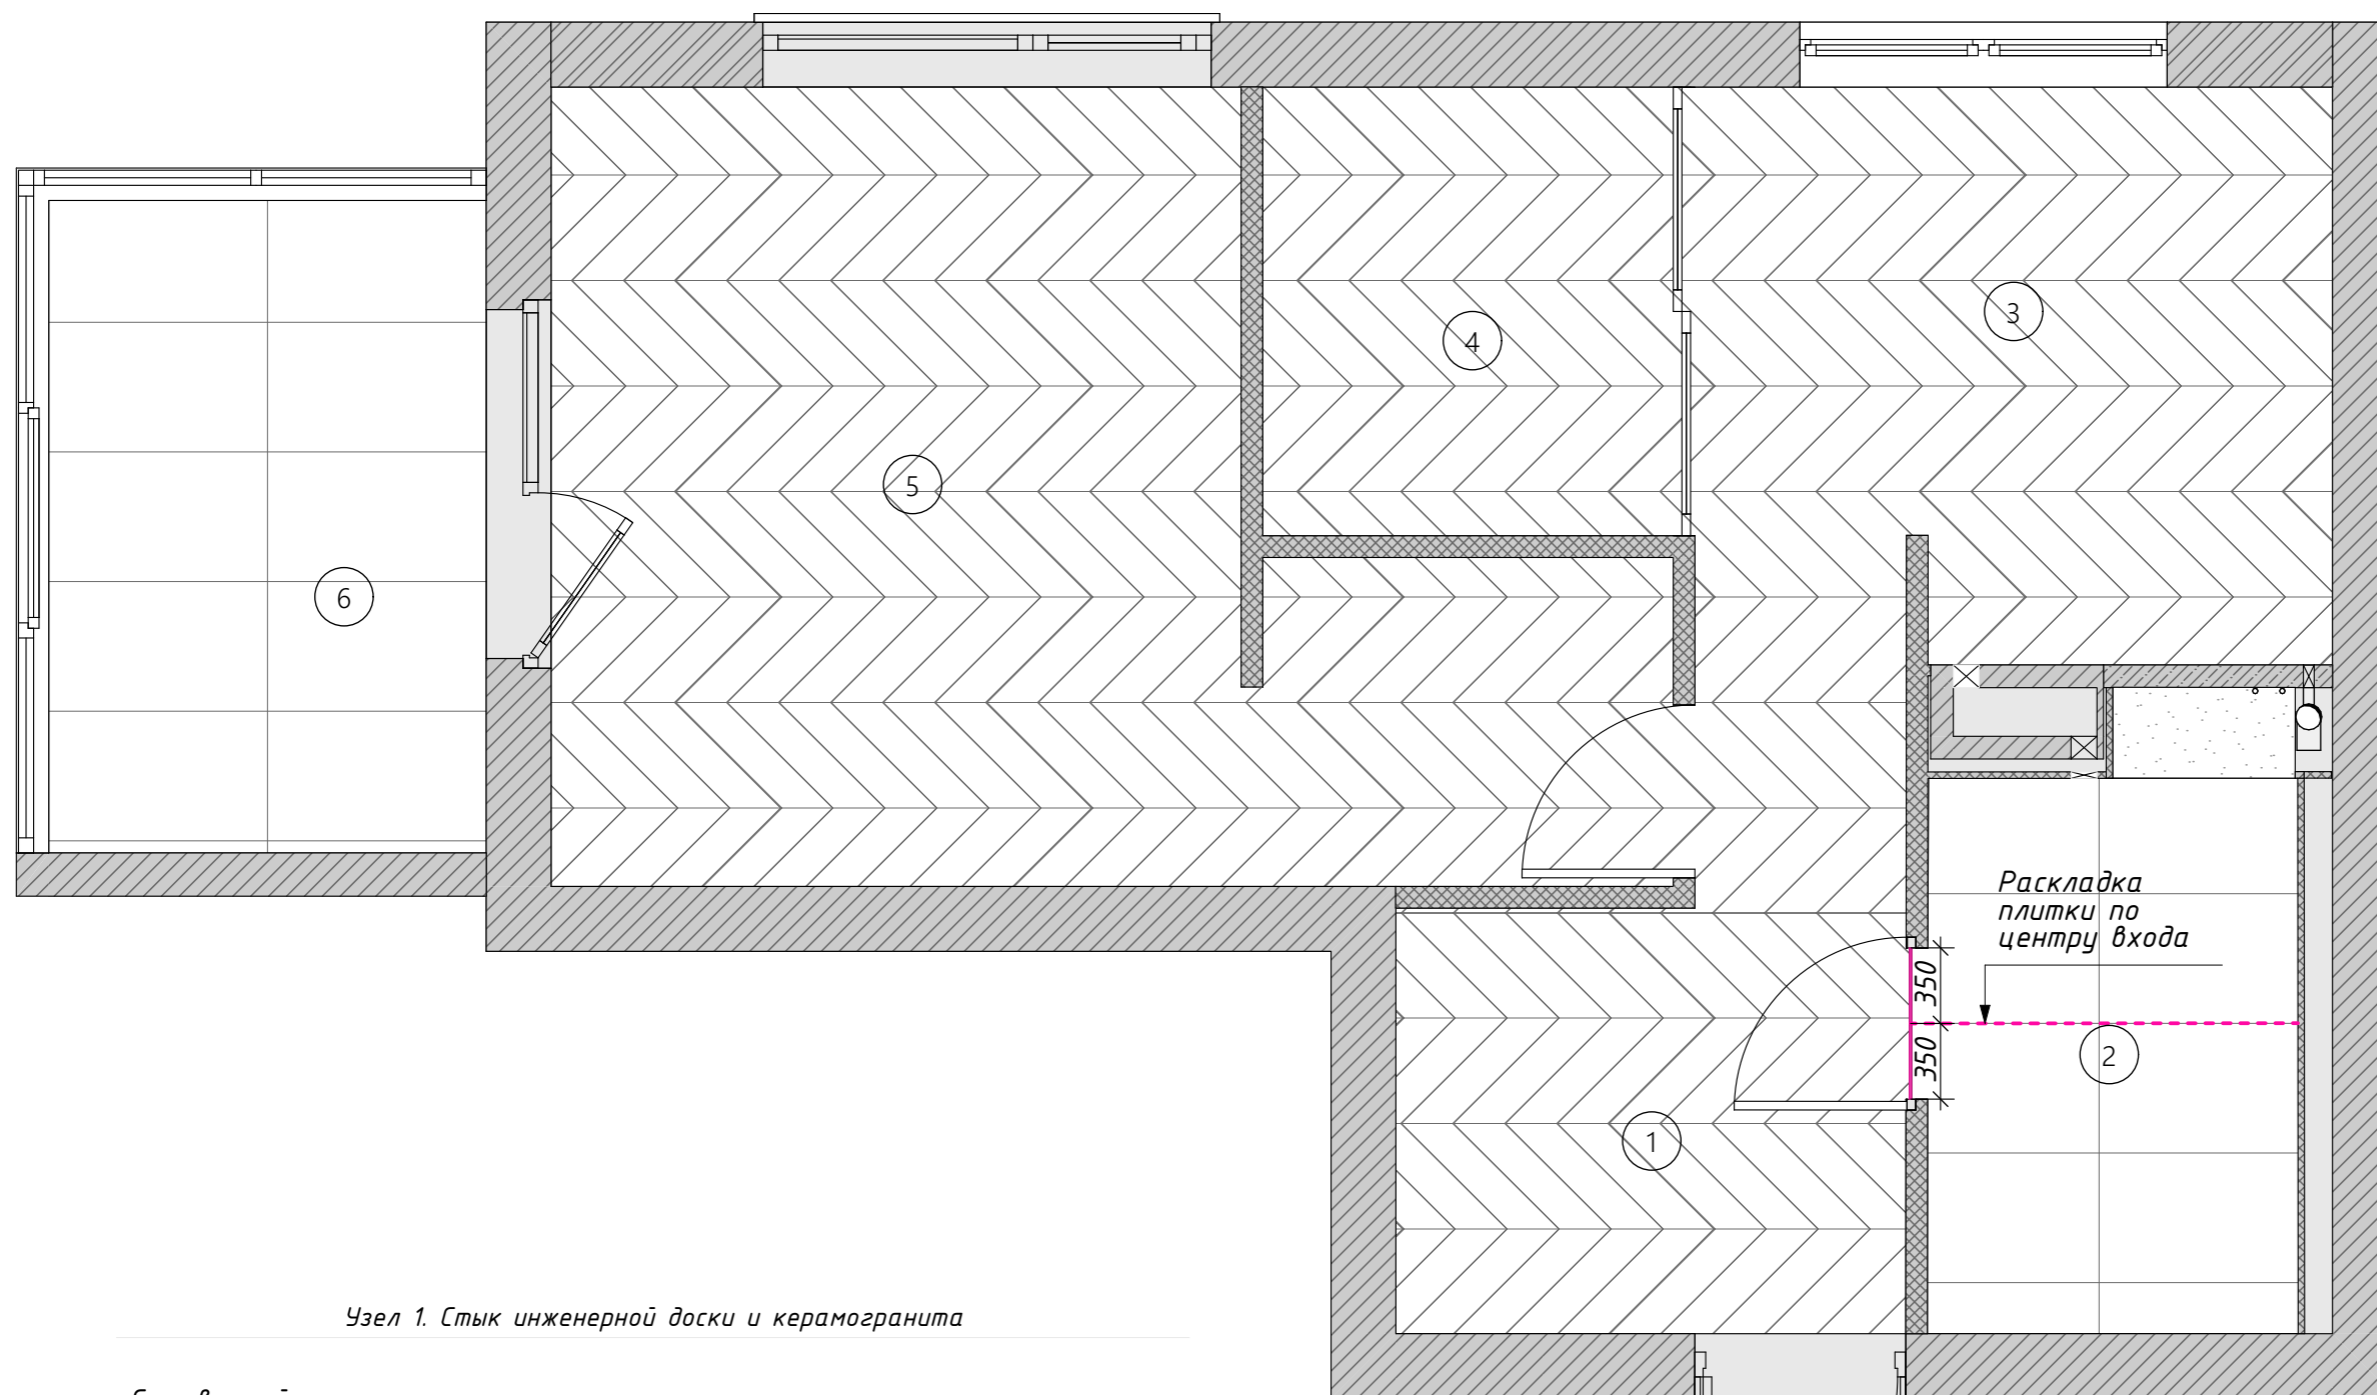 3
4
5
6
Раскладка
плитки по
центру входа
350
350
2
1
Узел 1. Стык инженерной доски и керамогранита